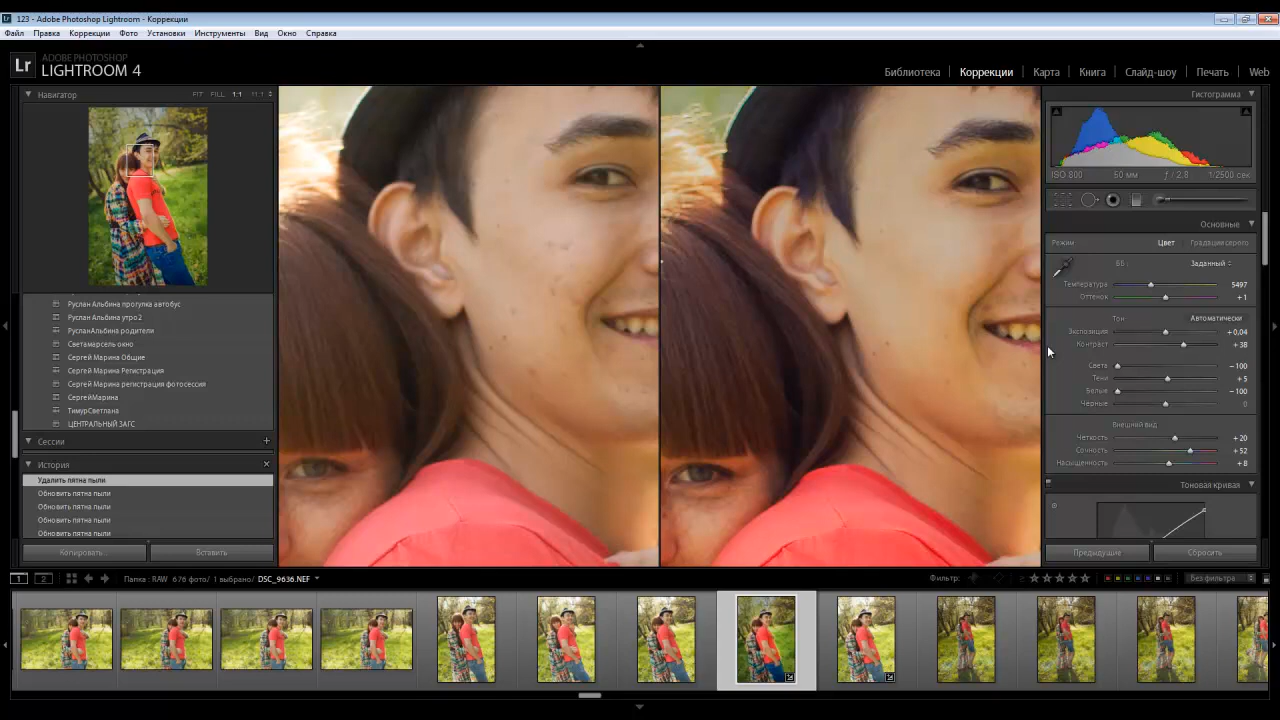 123 - Adobe Photoshop Lightroom - Коррекции
Файл Правка Коррекции Фото Установки Инструменты Вид Окно Справка
Lr ADOBE PHOTOSHOP
LIGHTROOM 4
Библиотека Коррекции Карта Книга Слайд-шоу Печать Web
Навигатор FIT FILL 1:1 11:1
Руслан Альбина прогулка автобус
Руслан Альбина утро2
РусланАльбина родители
Светамарсель окно
Сергей Марина Общие
Сергей Марина Регистрация
Сергей Марина регистрация фотосессия
СергейМарина
ТимурСветлана
ЦЕНТРАЛЬНЫЙ ЗАГС
Сессии +
История ×
Удалить пятна пыли
Обновить пятна пыли
Обновить пятна пыли
Обновить пятна пыли
Обновить пятна пыли
Копировать... Вставить
Гистограмма
ISO 800 50 мм ƒ / 2,8 1/2500 сек
Основные
Режим Цвет Градации серого
ВБ: Заданный
Температура 5497
Оттенок +1
Тон Автоматически
Экспозиция +0,04
Контраст +38
Света −100
Тени +5
Белые −100
Чёрные 0
Внешний вид
Четкость +20
Сочность +52
Насыщенность +8
Тоновая кривая
Предыдущие Сбросить
1 2 Папка : RAW 676 фото/ 1 выбрано/ DSC_9636.NEF Фильтр: Без фильтра